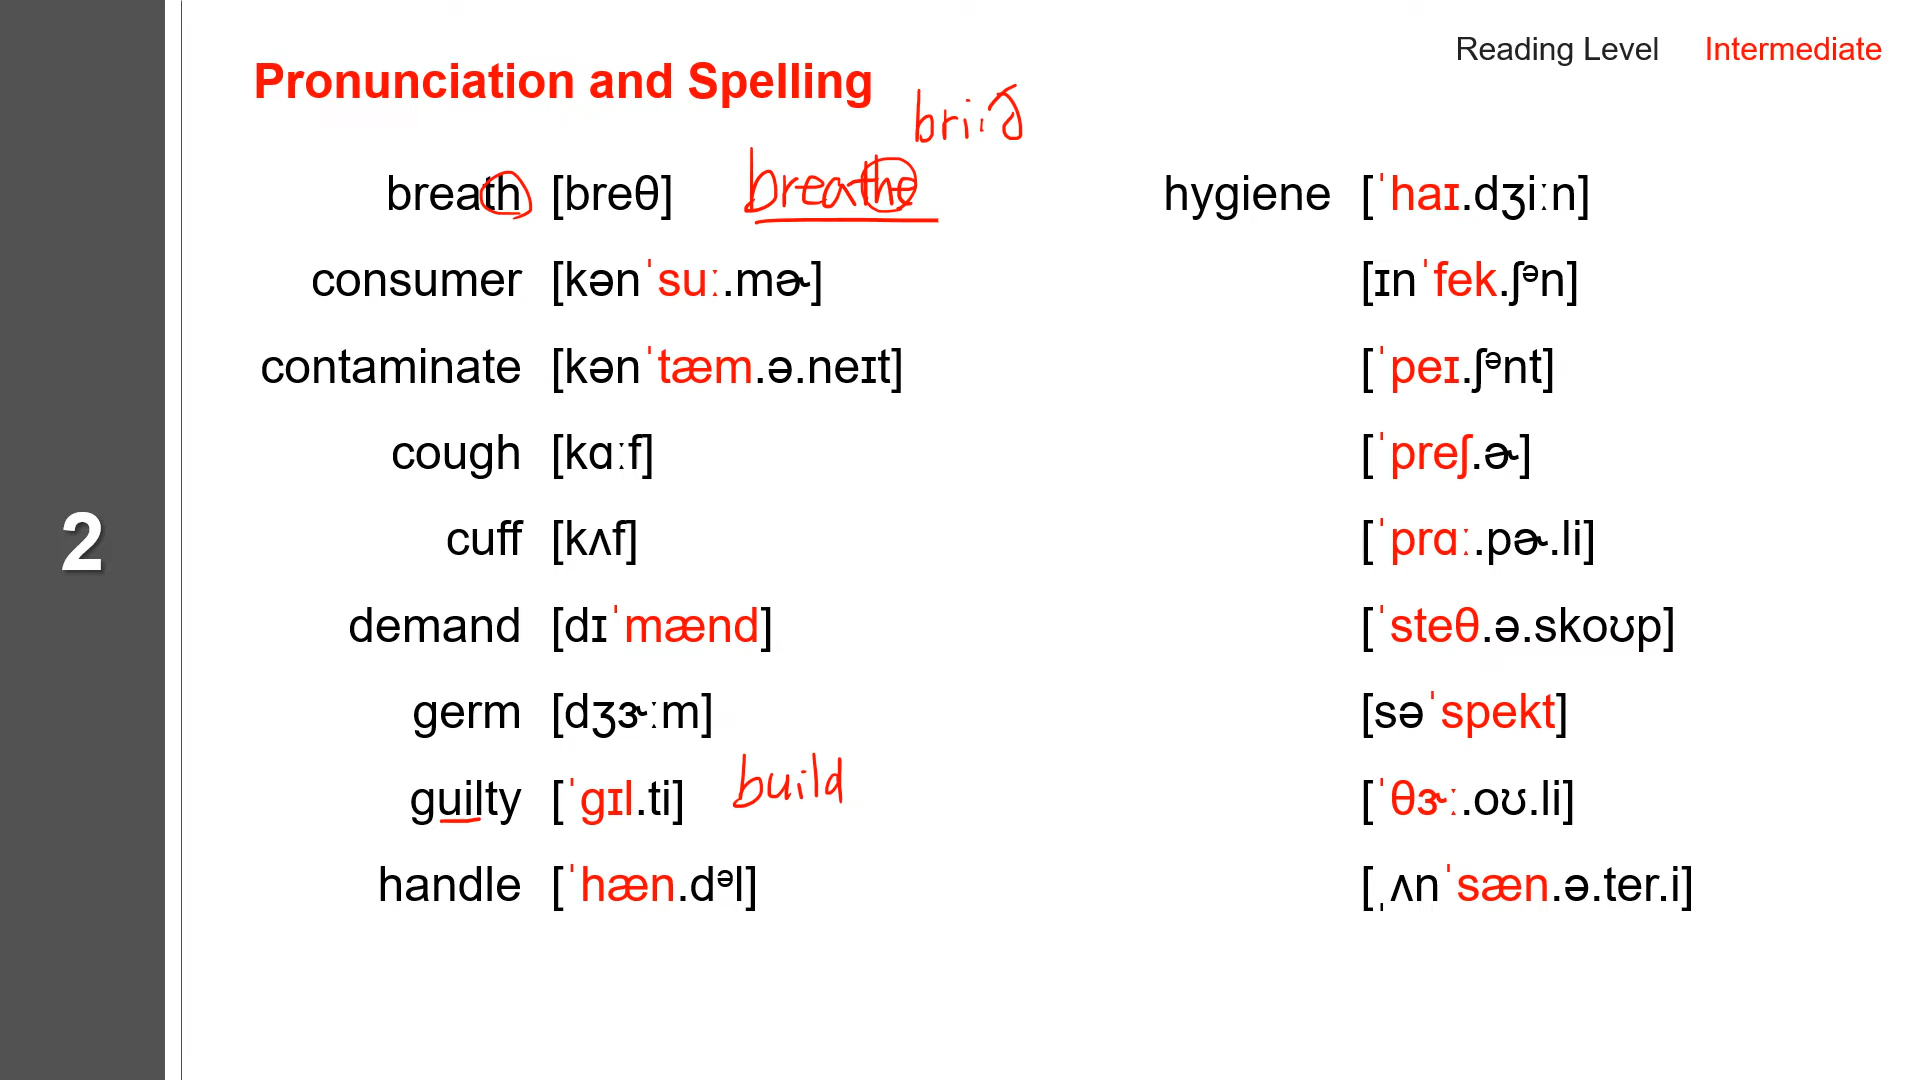 Reading Level Intermediate
Pronunciation and Spelling
bri:ð
breath [breθ] breathe
consumer [kənˈsuː.mɚ]
contaminate [kənˈtæm.ə.neɪt]
cough [kɑːf]
cuff [kʌf]
demand [dɪˈmænd]
germ [dʒɝːm]
guilty [ˈgɪl.ti] build
handle [ˈhæn.dᵊl]
hygiene [ˈhaɪ.dʒiːn]
[ɪnˈfek.ʃᵊn]
[ˈpeɪ.ʃᵊnt]
[ˈpreʃ.ɚ]
[ˈprɑː.pɚ.li]
[ˈsteθ.ə.skoʊp]
[səˈspekt]
[ˈθɝː.oʊ.li]
[ˌʌnˈsæn.ə.ter.i]
2